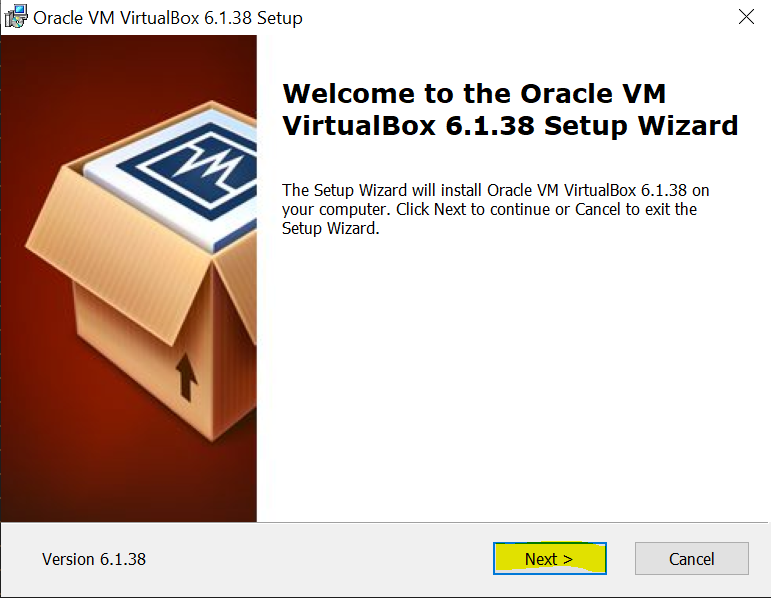 Oracle VM VirtualBox 6.1.38 Setup
Welcome to the Oracle VM
VirtualBox 6.1.38 Setup Wizard
The Setup Wizard will install Oracle VM VirtualBox 6.1.38 on
your computer. Click Next to continue or Cancel to exit the
Setup Wizard.
Version 6.1.38
Next >
Cancel